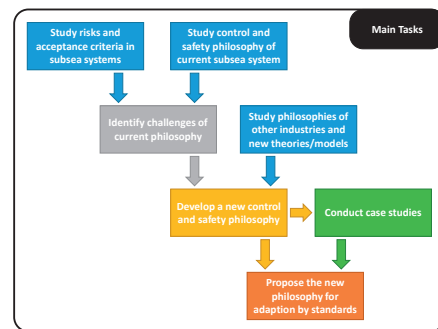 Main Tasks
Study risks and
acceptance criteria in
subsea systems
Study control and
safety philosophy of
current subsea system
Identify challenges of
current philosophy
Study philosophies of
other industries and
new theories/models
Develop a new control
and safety philosophy
Conduct case studies
Propose the new
philosophy for
adaption by standards